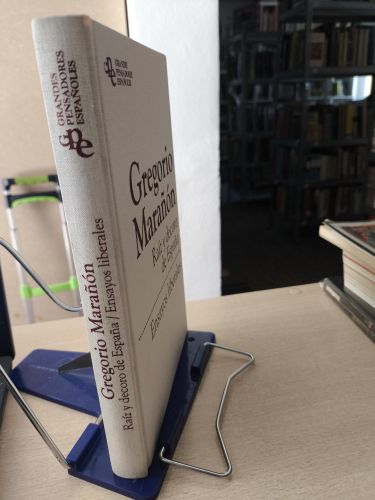 GRANDES
PENSADORES
ESPAÑOLES
gpe
Gregorio Marañón
Raíz y decoro de España / Ensayos liberales
gpe
GRANDES
PENSADORES
ESPAÑOLES
Gregorio
Marañón
Raíz y decoro
de España
Ensayos liberales